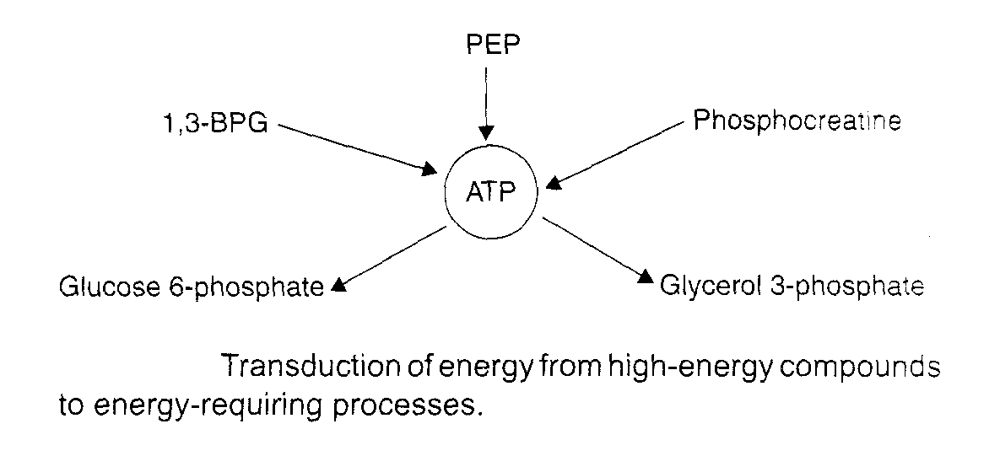 PEP
1,3-BPG
Phosphocreatine
ATP
Glucose 6-phosphate
Glycerol 3-phosphate
Transduction of energy from high-energy compounds
to energy-requiring processes.